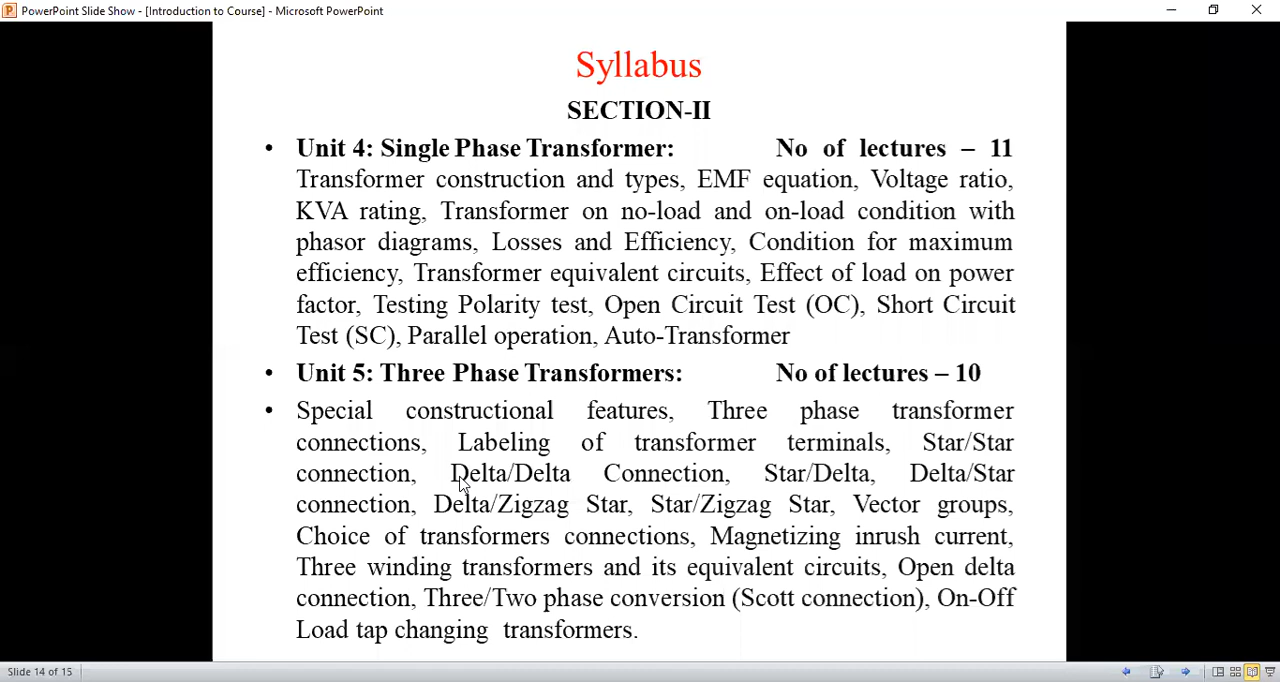 PowerPoint Slide Show - [Introduction to Course] - Microsoft PowerPoint
Syllabus
SECTION-II
• Unit 4: Single Phase Transformer: No of lectures – 11
Transformer construction and types, EMF equation, Voltage ratio,
KVA rating, Transformer on no-load and on-load condition with
phasor diagrams, Losses and Efficiency, Condition for maximum
efficiency, Transformer equivalent circuits, Effect of load on power
factor, Testing Polarity test, Open Circuit Test (OC), Short Circuit
Test (SC), Parallel operation, Auto-Transformer
• Unit 5: Three Phase Transformers: No of lectures – 10
• Special constructional features, Three phase transformer
connections, Labeling of transformer terminals, Star/Star
connection, Delta/Delta Connection, Star/Delta, Delta/Star
connection, Delta/Zigzag Star, Star/Zigzag Star, Vector groups,
Choice of transformers connections, Magnetizing inrush current,
Three winding transformers and its equivalent circuits, Open delta
connection, Three/Two phase conversion (Scott connection), On-Off
Load tap changing transformers.
Slide 14 of 15